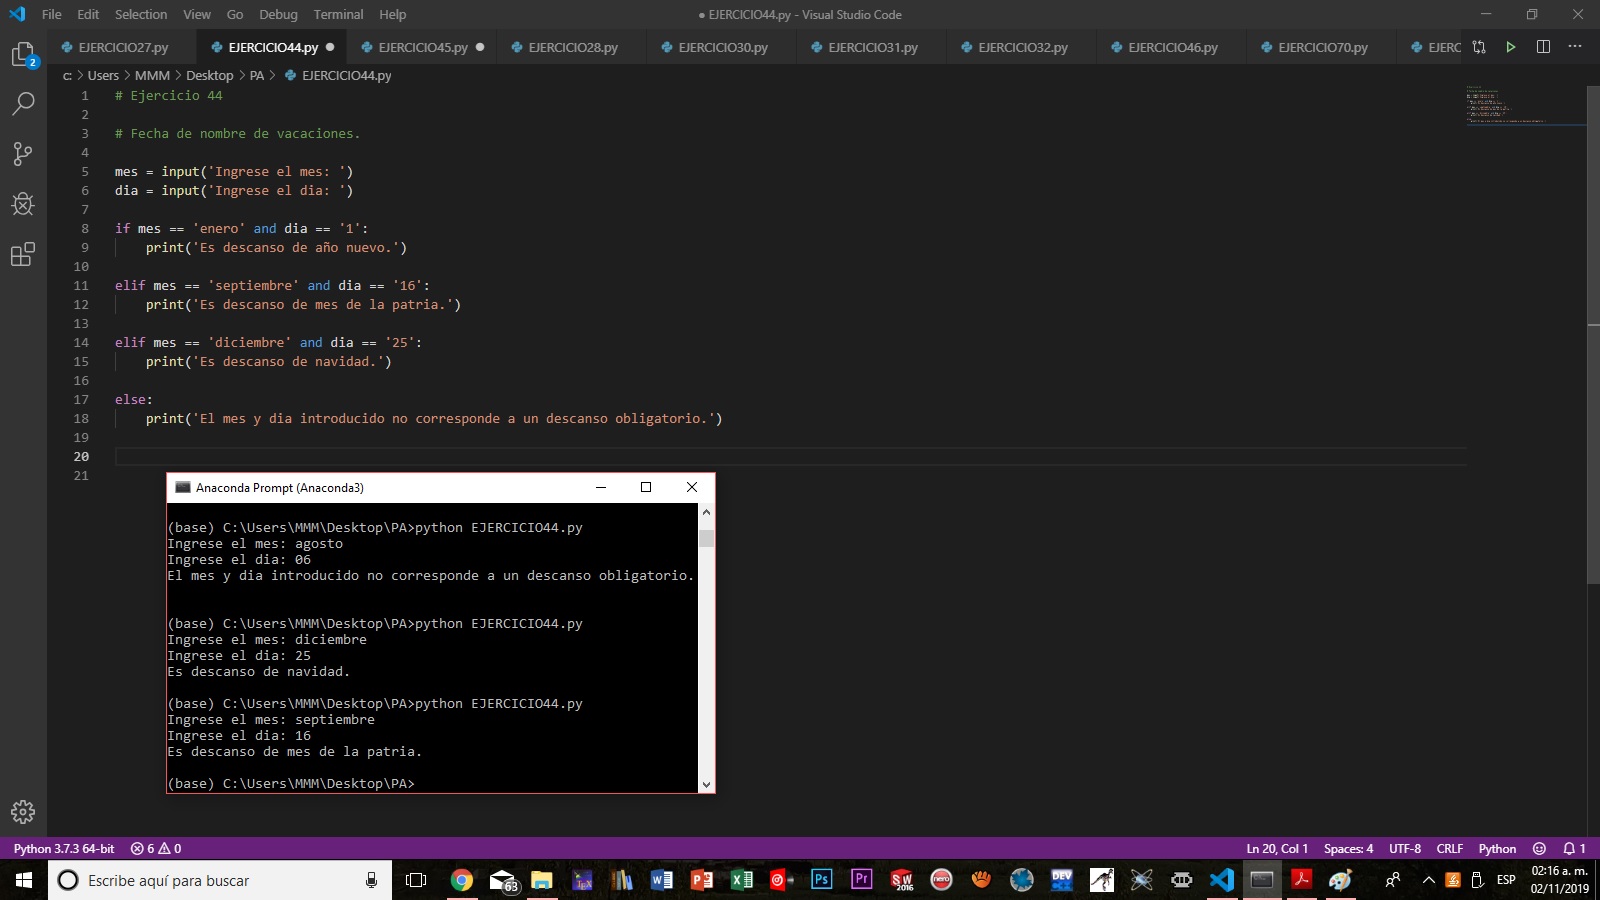 File Edit Selection View Go Debug Terminal Help
● EJERCICIO44.py - Visual Studio Code
EJERCICIO27.py EJERCICIO44.py ● EJERCICIO45.py ● EJERCICIO28.py EJERCICIO30.py EJERCICIO31.py EJERCICIO32.py EJERCICIO46.py EJERCICIO70.py EJERC
2
c: > Users > MMM > Desktop > PA > EJERCICIO44.py
1 # Ejercicio 44
2
3 # Fecha de nombre de vacaciones.
4
5 mes = input('Ingrese el mes: ')
6 dia = input('Ingrese el dia: ')
7
8 if mes == 'enero' and dia == '1':
9 print('Es descanso de año nuevo.')
10
11 elif mes == 'septiembre' and dia == '16':
12 print('Es descanso de mes de la patria.')
13
14 elif mes == 'diciembre' and dia == '25':
15 print('Es descanso de navidad.')
16
17 else:
18 print('El mes y dia introducido no corresponde a un descanso obligatorio.')
19
20
21
Anaconda Prompt (Anaconda3)
(base) C:\Users\MMM\Desktop\PA>python EJERCICIO44.py
Ingrese el mes: agosto
Ingrese el dia: 06
El mes y dia introducido no corresponde a un descanso obligatorio.
(base) C:\Users\MMM\Desktop\PA>python EJERCICIO44.py
Ingrese el mes: diciembre
Ingrese el dia: 25
Es descanso de navidad.
(base) C:\Users\MMM\Desktop\PA>python EJERCICIO44.py
Ingrese el mes: septiembre
Ingrese el dia: 16
Es descanso de mes de la patria.
(base) C:\Users\MMM\Desktop\PA>
Python 3.7.3 64-bit 6 0 Ln 20, Col 1 Spaces: 4 UTF-8 CRLF Python 1
Escribe aquí para buscar 63 Ps Pr SW 2016 nero DEV ESP 02:16 a. m.
02/11/2019